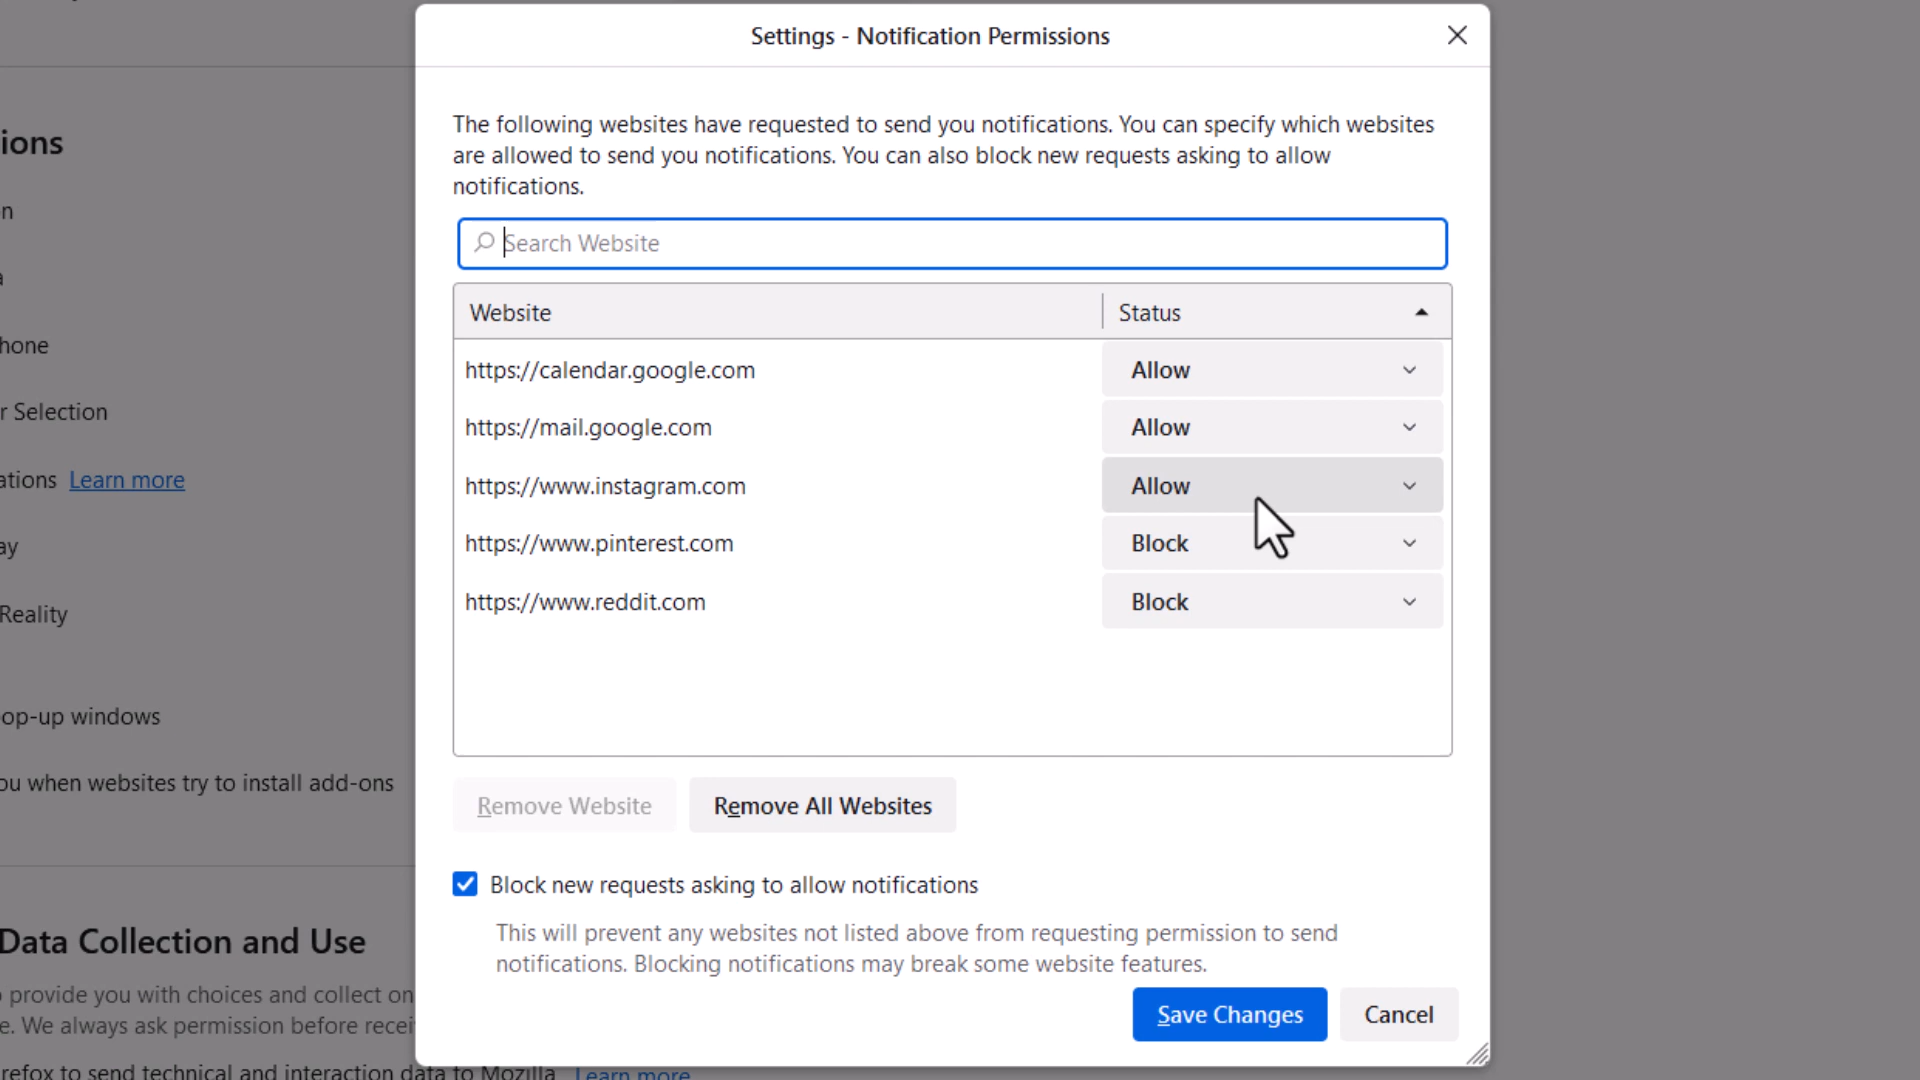 Settings - Notification Permissions
The following websites have requested to send you notifications. You can specify which websites
are allowed to send you notifications. You can also block new requests asking to allow
notifications.
Search Website
Website Status
https://calendar.google.com Allow
https://mail.google.com Allow
https://www.instagram.com Allow
https://www.pinterest.com Block
https://www.reddit.com Block
Remove Website Remove All Websites
Block new requests asking to allow notifications
This will prevent any websites not listed above from requesting permission to send
notifications. Blocking notifications may break some website features.
Save Changes Cancel
ions
n
a
hone
r Selection
ations Learn more
ay
Reality
op-up windows
ou when websites try to install add-ons
Data Collection and Use
provide you with choices and collect on
e. We always ask permission before recei
refox to send technical and interaction data to Mozilla Learn more